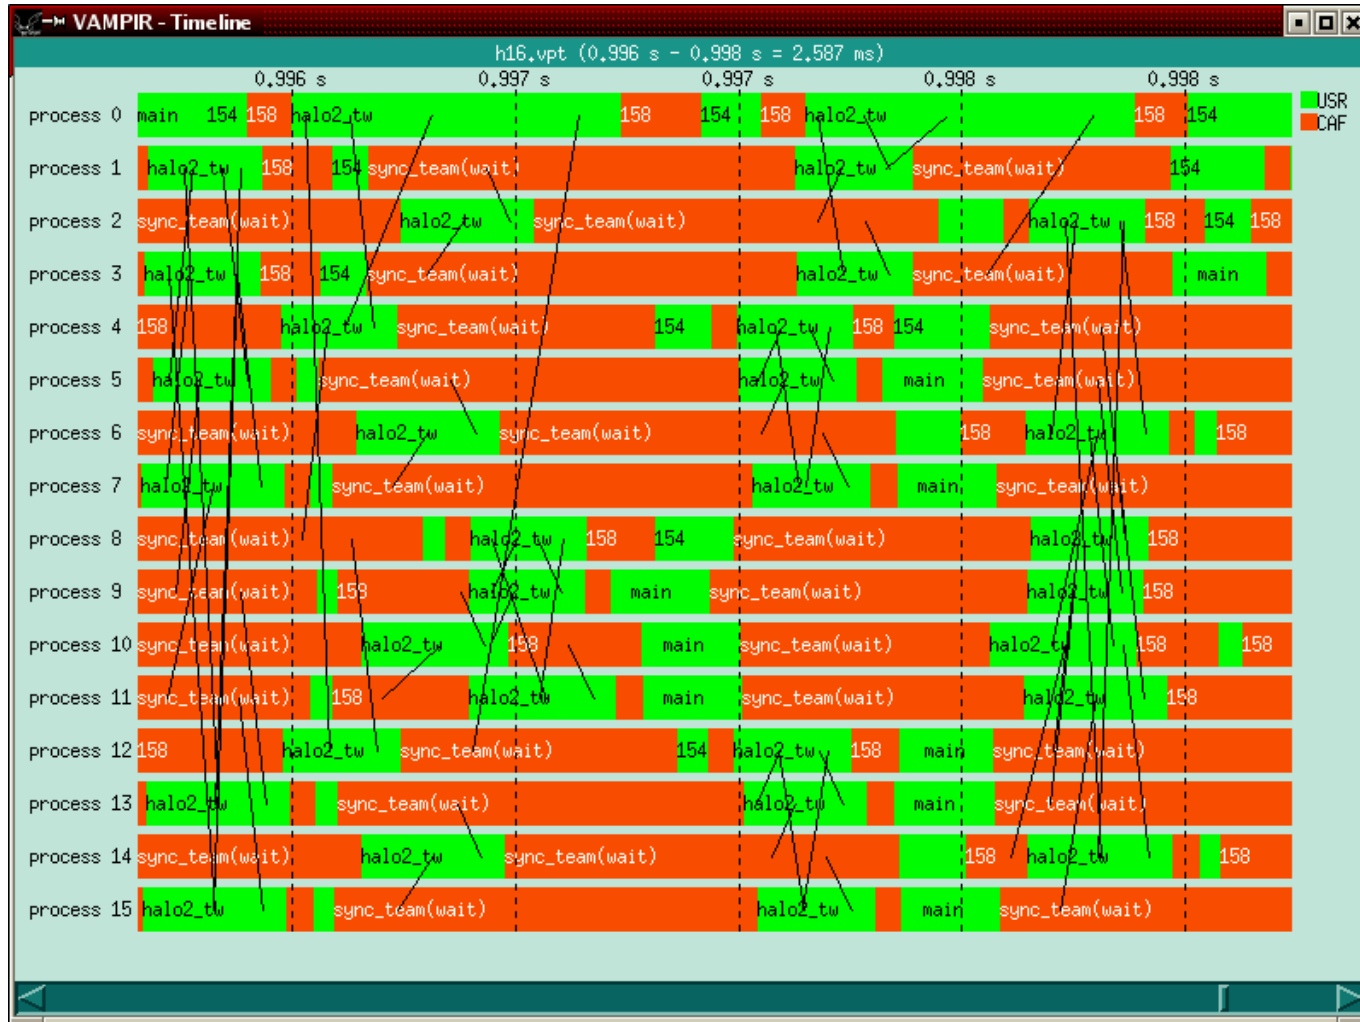 VAMPIR - Timeline
h16.vpt (0.996 s - 0.998 s = 2.587 ms)
0.996 s 0.997 s 0.997 s 0.998 s 0.998 s
process 0 main 154 158 halo2_tw 158 154 158 halo2_tw 158 154 USR
CAF
process 1 halo2_tw 158 154 sync_team(wait) halo2_tw sync_team(wait) 154
process 2 sync_team(wait) halo2_tw sync_team(wait) halo2_tw 158 154 158
process 3 halo2_tw 158 154 sync_team(wait) halo2_tw sync_team(wait) main
process 4 158 halo2_tw sync_team(wait) 154 halo2_tw 158 154 sync_team(wait)
process 5 halo2_tw sync_team(wait) halo2_tw main sync_team(wait)
process 6 sync_team(wait) halo2_tw sync_team(wait) 158 halo2_tw 158
process 7 halo2_tw sync_team(wait) halo2_tw main sync_team(wait)
process 8 sync_team(wait) halo2_tw 158 154 sync_team(wait) halo2_tw 158
process 9 sync_team(wait) 158 halo2_tw main sync_team(wait) halo2_tw 158
process 10 sync_team(wait) halo2_tw 158 main sync_team(wait) halo2_tw 158 158
process 11 sync_team(wait) 158 halo2_tw main sync_team(wait) halo2_tw 158
process 12 158 halo2_tw sync_team(wait) 154 halo2_tw 158 main sync_team(wait)
process 13 halo2_tw sync_team(wait) halo2_tw main sync_team(wait)
process 14 sync_team(wait) halo2_tw sync_team(wait) 158 halo2_tw 158
process 15 halo2_tw sync_team(wait) halo2_tw main sync_team(wait)